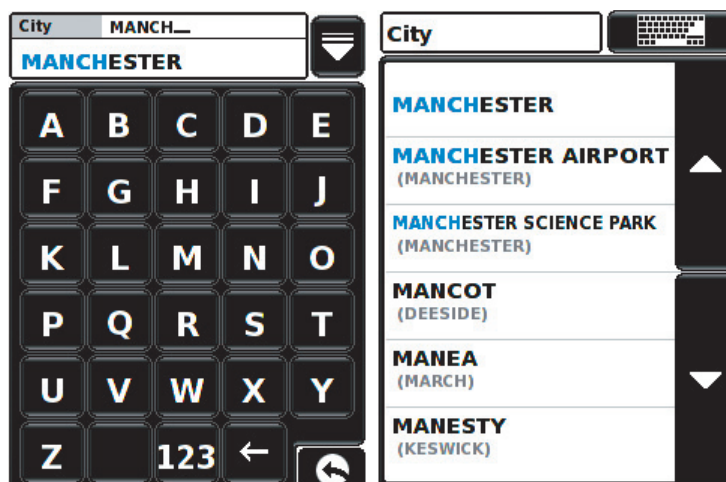 City MANCH_
MANCHESTER
A B C D E
F G H I J
K L M N O
P Q R S T
U V W X Y
Z 123 ←
City
MANCHESTER
MANCHESTER AIRPORT
(MANCHESTER)
MANCHESTER SCIENCE PARK
(MANCHESTER)
MANCOT
(DEESIDE)
MANEA
(MARCH)
MANESTY
(KESWICK)